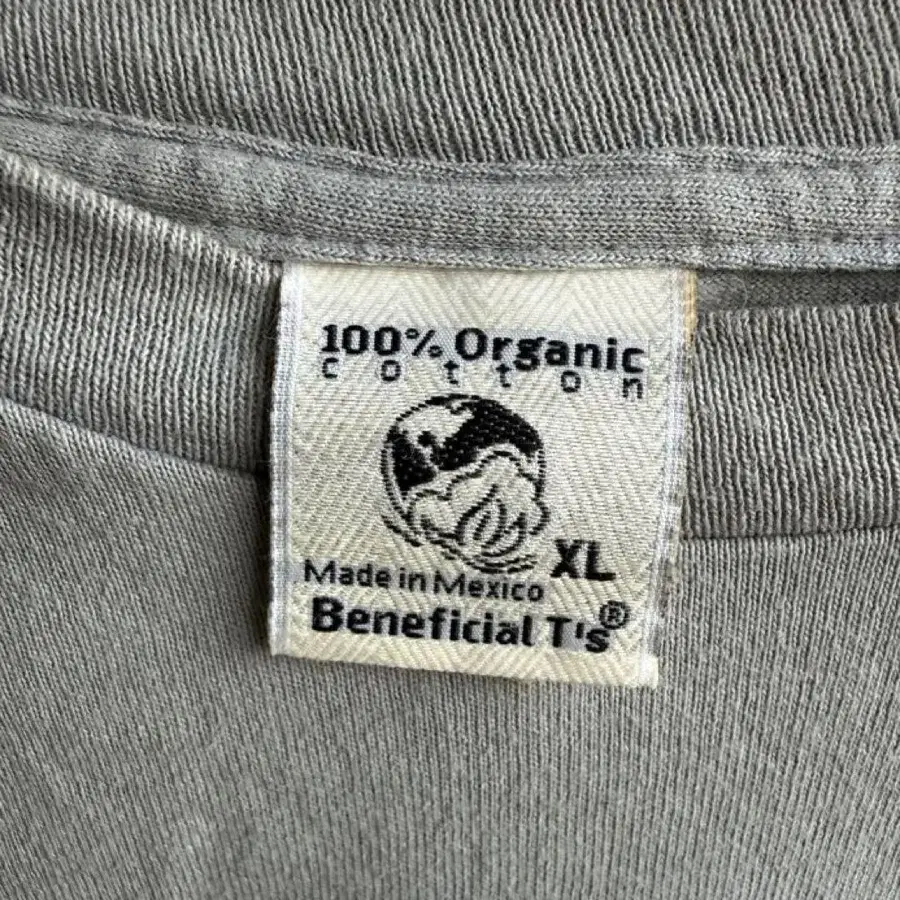 100% Organic
cotton
XL
Made in Mexico
Beneficial T's®